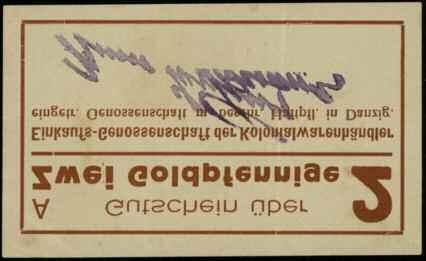 Gutschein über
A Zwei Goldpfennige 2
Einkaufs-Genossenschaft der Kolonialwarenhändler
eingetr. Genossenschaft m. beschr. Haftpfl. in Danzig.